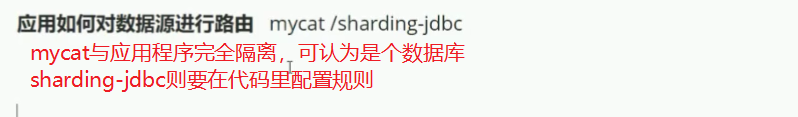 应用如何对数据源进行路由 mycat /sharding-jdbc
mycat与应用程序完全隔离，可认为是个数据库
sharding-jdbc则要在代码里配置规则